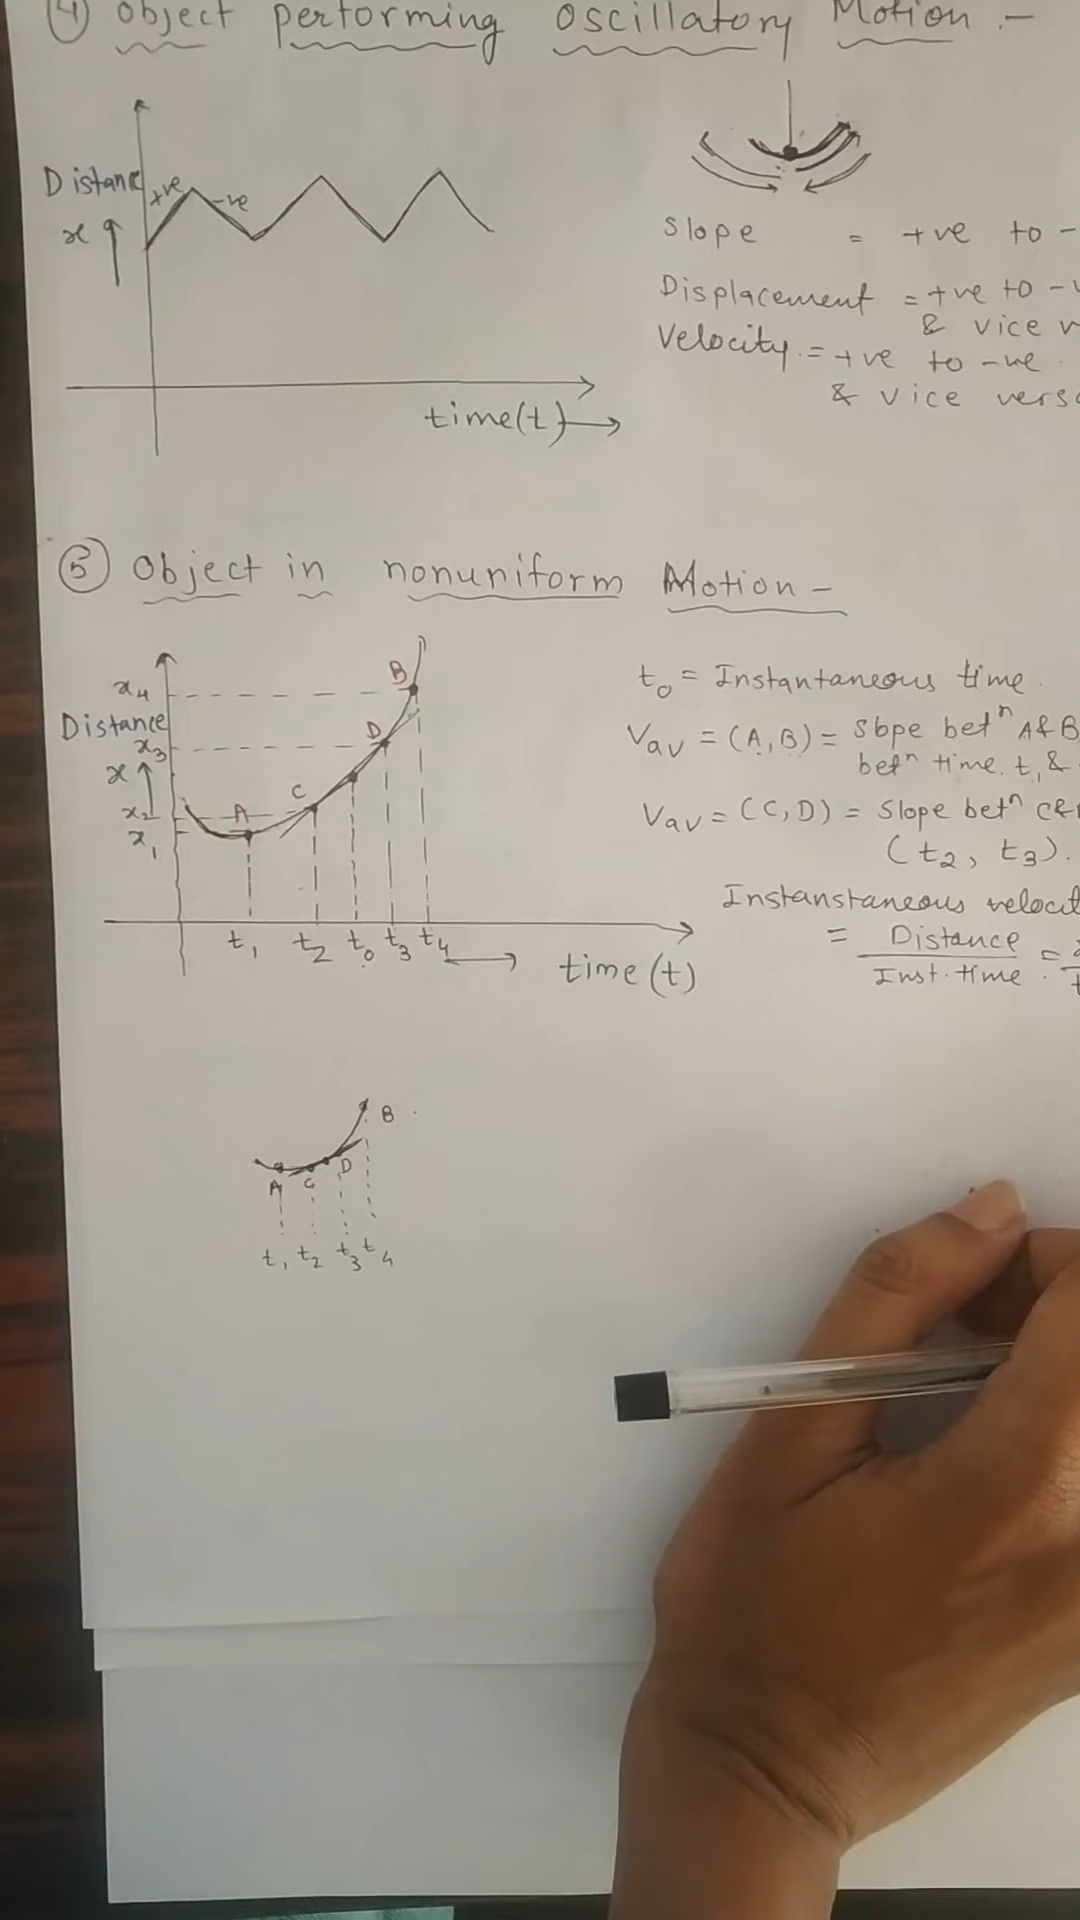 ④ Object performing Oscillatory Motion :-
Distance
+ve
-ve
x
time(t)
Slope = +ve to -
Displacement = +ve to -
& vice
Velocity. = +ve to -ve
& vice vers
⑤ Object in nonuniform Motion -
x4
Distance
x3
x
x2
x1
A
C
D
B
t1 t2 t0 t3 t4
time (t)
t0 = Instantaneous time.
Vav = (A, B) = slope betn A&B
betn time. t1 &
Vav = (C, D) = Slope betn C&
(t2, t3).
Instanstaneous veloci
= Distance =
Inst. time
B
A C D
t1 t2 t3 t4